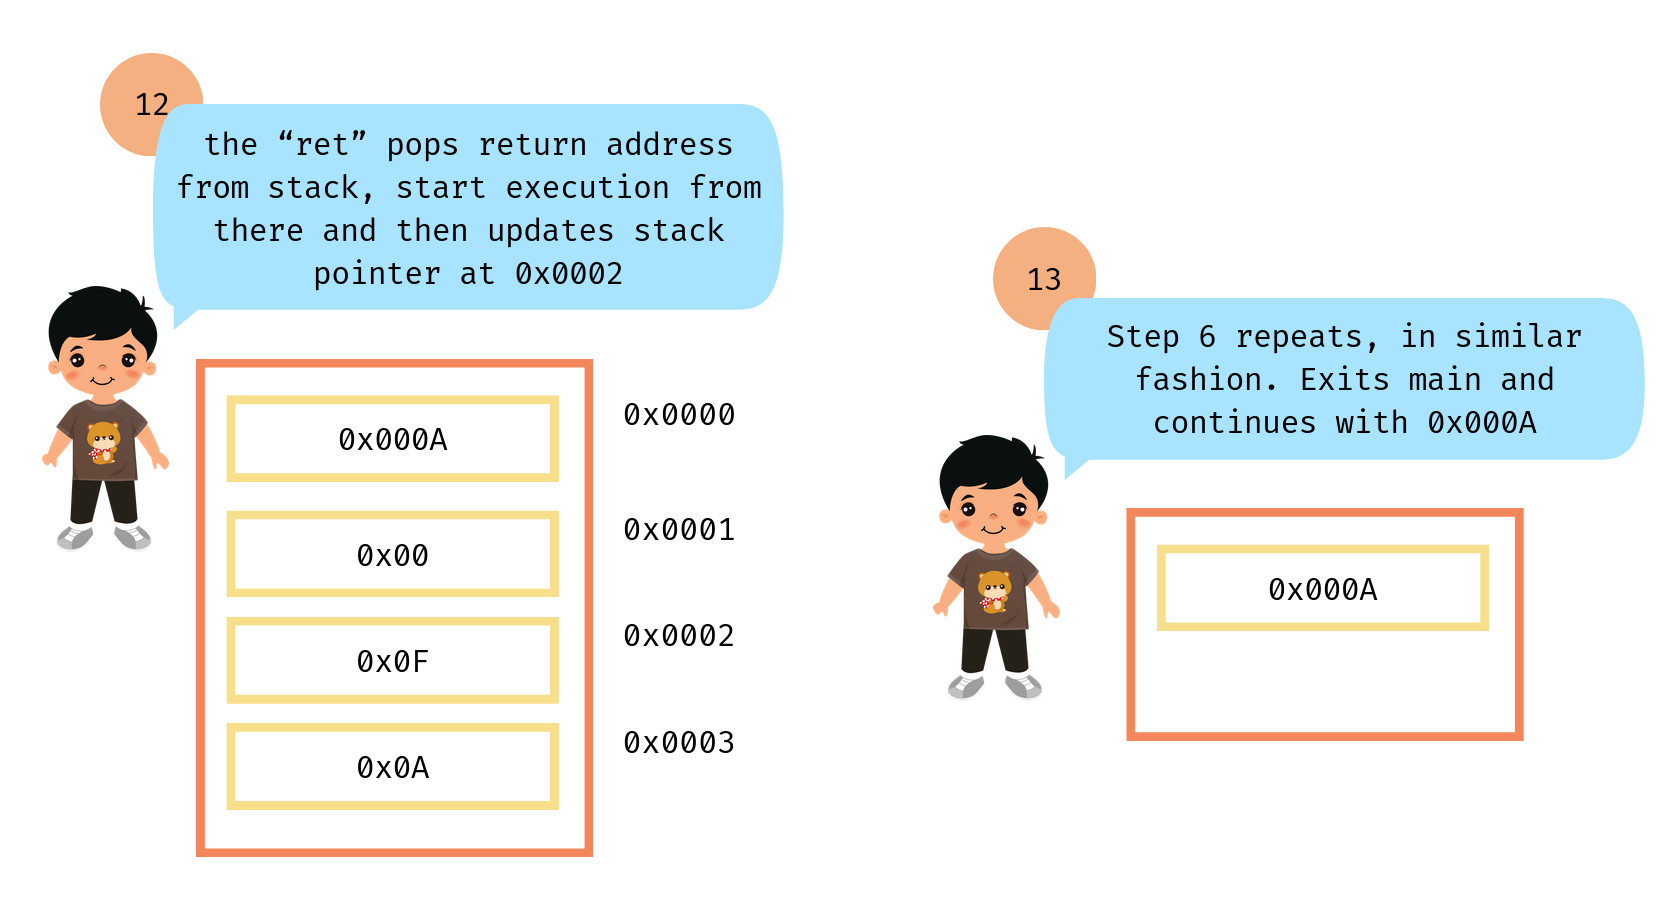 12
the “ret” pops return address
from stack, start execution from
there and then updates stack
pointer at 0x0002
0x000A
0x0000
0x00
0x0001
0x0F
0x0002
0x0A
0x0003
13
Step 6 repeats, in similar
fashion. Exits main and
continues with 0x000A
0x000A